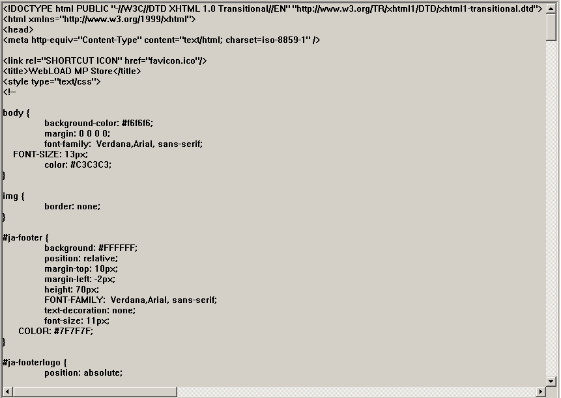 <!DOCTYPE html PUBLIC "-//W3C//DTD XHTML 1.0 Transitional//EN" "http://www.w3.org/TR/xhtml1/DTD/xhtml1-transitional.dtd">
<html xmlns="http://www.w3.org/1999/xhtml">
<head>
<meta http-equiv="Content-Type" content="text/html; charset=iso-8859-1" />

<link rel="SHORTCUT ICON" href="favicon.ico"/>
<title>WebLOAD MP Store</title>
<style type="text/css">
<!--

body {
	background-color: #f6f6f6;
	margin: 0 0 0 0;
	font-family:  Verdana,Arial, sans-serif;
   FONT-SIZE: 13px;
	color: #C3C3C3;
}

img {
	border: none;
}

#ja-footer {
	background: #FFFFFF;
	position: relative;
	margin-top: 10px;
	margin-left: -2px;
	height: 70px;
	FONT-FAMILY:  Verdana,Arial, sans-serif;
	text-decoration: none;
	font-size: 11px;
    COLOR: #7F7F7F;
}

#ja-footerlogo {
	position: absolute;